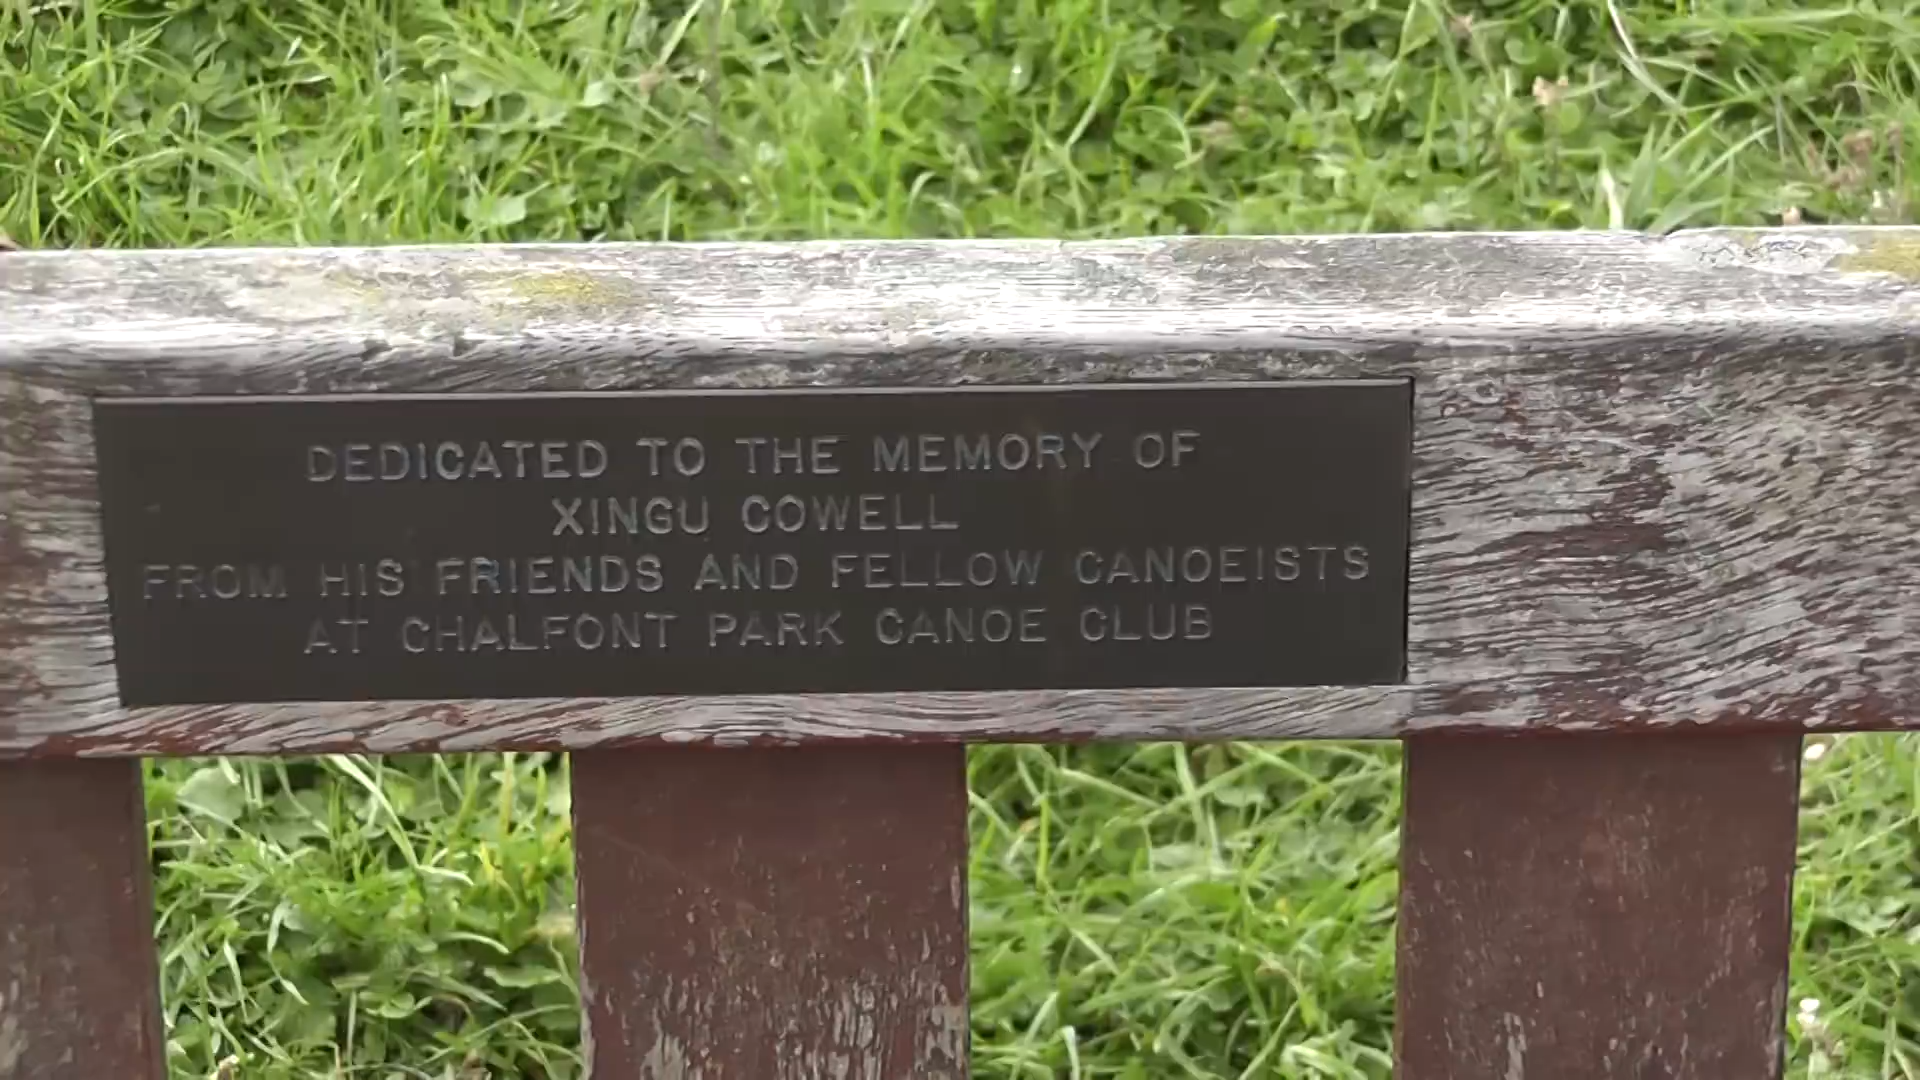 DEDICATED TO THE MEMORY OF
XINGU COWELL
FROM HIS FRIENDS AND FELLOW CANOEISTS
AT CHALFONT PARK CANOE CLUB